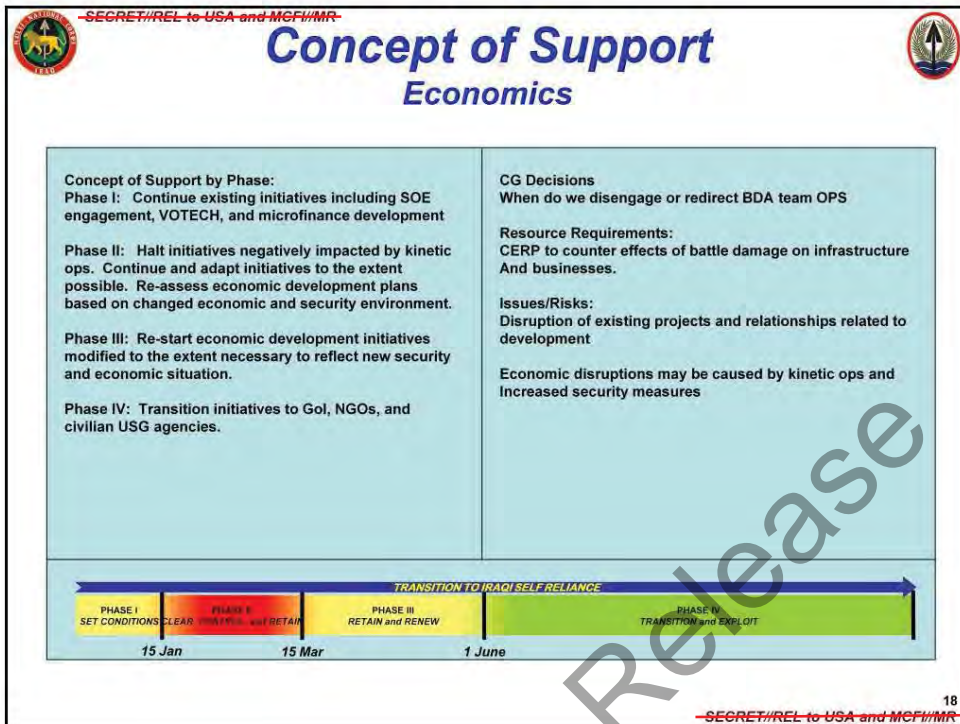 SECRET//REL to USA and MCFI//MR
Concept of Support
Economics
IRAQ
Concept of Support by Phase:
Phase I: Continue existing initiatives including SOE
engagement, VOTECH, and microfinance development
Phase II: Halt initiatives negatively impacted by kinetic
ops. Continue and adapt initiatives to the extent
possible. Re-assess economic development plans
based on changed economic and security environment.
Phase III: Re-start economic development initiatives
modified to the extent necessary to reflect new security
and economic situation.
Phase IV: Transition initiatives to GoI, NGOs, and
civilian USG agencies.
CG Decisions
When do we disengage or redirect BDA team OPS
Resource Requirements:
CERP to counter effects of battle damage on infrastructure
And businesses.
Issues/Risks:
Disruption of existing projects and relationships related to
development
Economic disruptions may be caused by kinetic ops and
Increased security measures
TRANSITION TO IRAQI SELF RELIANCE
PHASE I
SET CONDITIONS
PHASE II
CLEAR, CONTROL, and RETAIN
PHASE III
RETAIN and RENEW
PHASE IV
TRANSITION and EXPLOIT
15 Jan
15 Mar
1 June
Release
18
SECRET//REL to USA and MCFI//MR